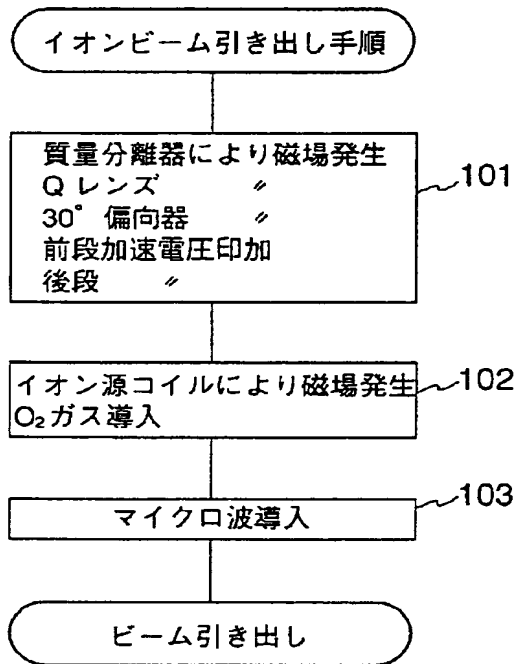 イオンビーム引き出し手順
質量分離器により磁場発生
Qレンズ 〃
30°偏向器 〃
前段加速電圧印加
後段 〃
101
イオン源コイルにより磁場発生
O₂ガス導入
102
マイクロ波導入
103
ビーム引き出し